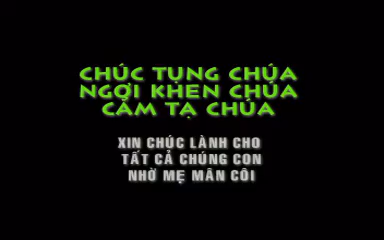 CHÚC TỤNG CHÚA
NGỢI KHEN CHÚA
CẢM TẠ CHÚA
XIN CHÚC LÀNH CHO
TẤT CẢ CHÚNG CON
NHỜ MẸ MÂN CÔI